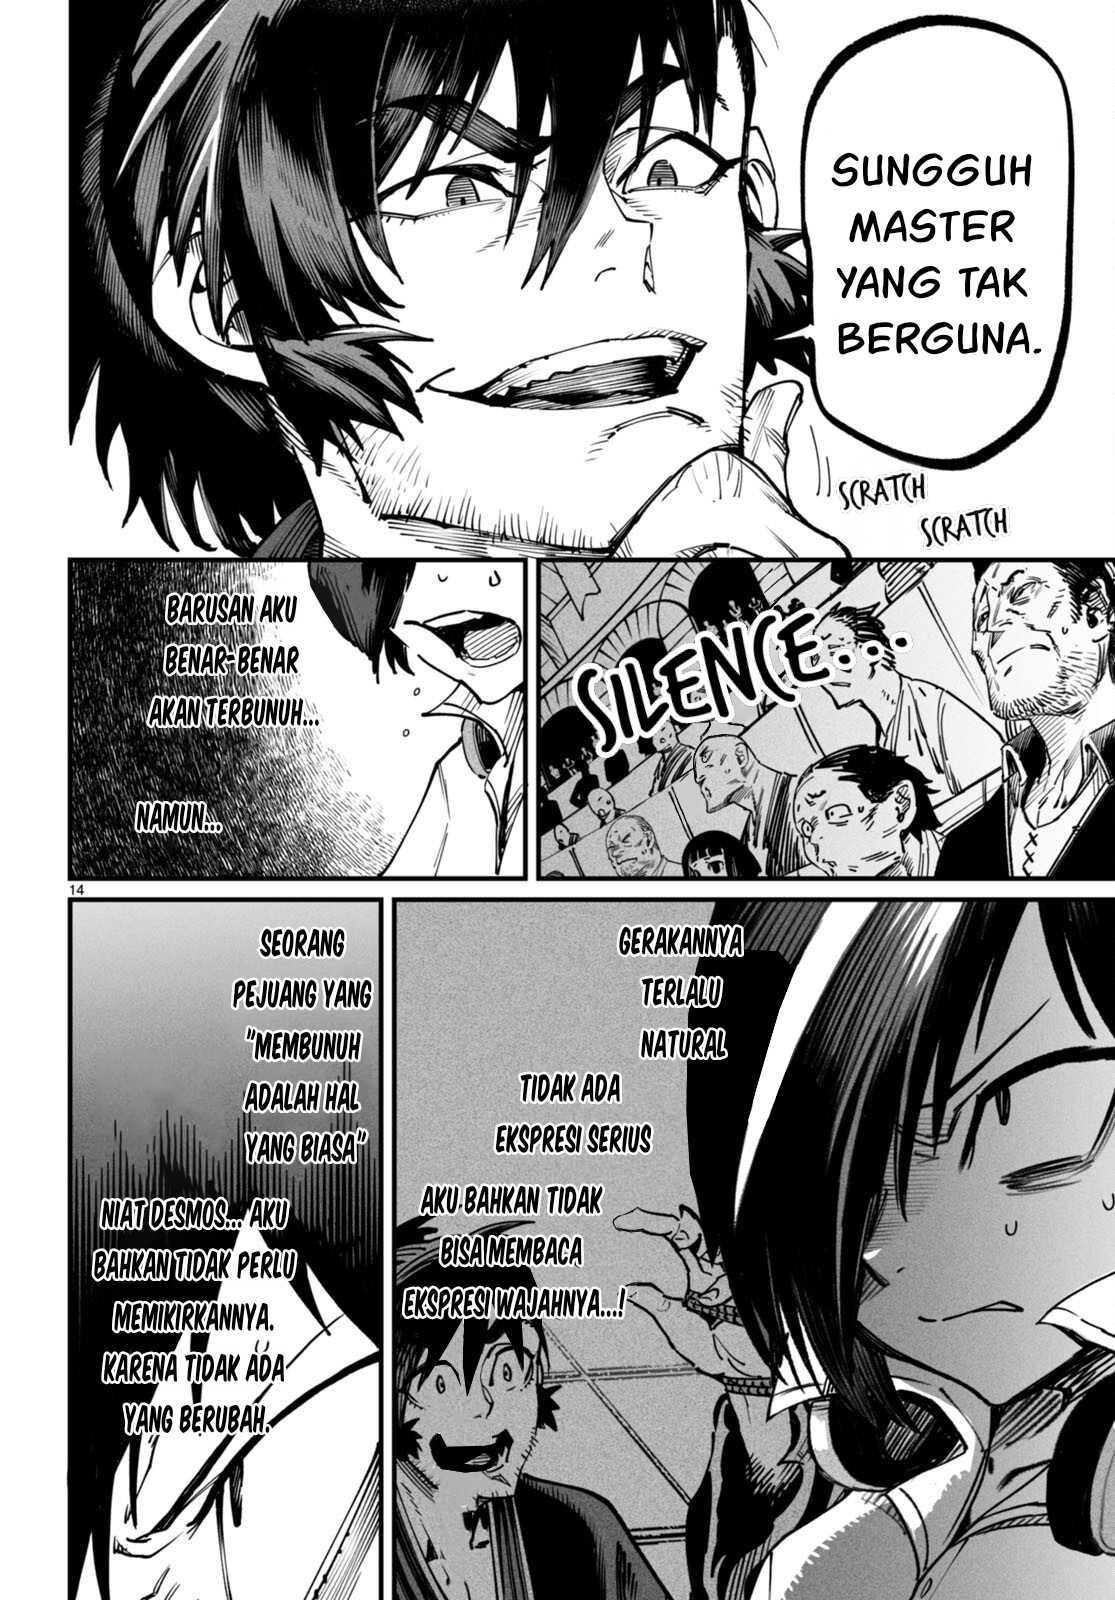 SUNGGUH
MASTER
YANG TAK
BERGUNA.
SCRATCH
SCRATCH
SILENCE...
BARUSAN AKU
BENAR-BENAR
AKAN TERBUNUH...
NAMUN...
14
GERAKANNYA
TERLALU
NATURAL
TIDAK ADA
EKSPRESI SERIUS
AKU BAHKAN TIDAK
BISA MEMBACA
EKSPRESI WAJAHNYA...!
SEORANG
PEJUANG YANG
"MEMBUNUH
ADALAH HAL
YANG BIASA"
NIAT DESMOS... AKU
BAHKAN TIDAK PERLU
MEMIKIRKANNYA.
KARENA TIDAK ADA
YANG BERUBAH.